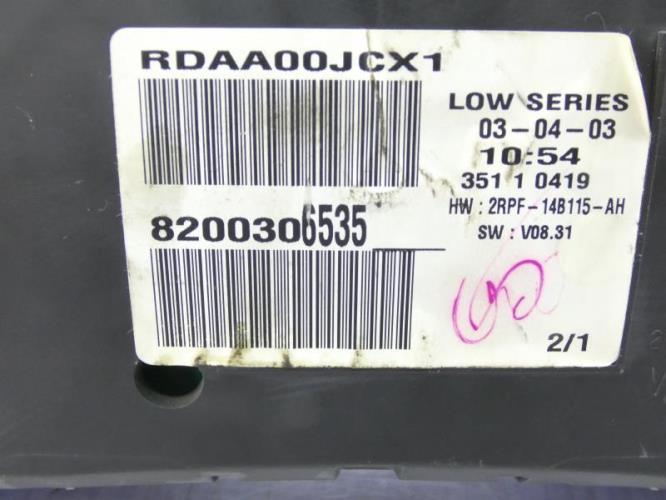 RDAA00JCX1
LOW SERIES
03-04-03
10:54
351 1 0419
HW : 2RPF-14B115-AH
SW : V08.31
8200306535
2/1